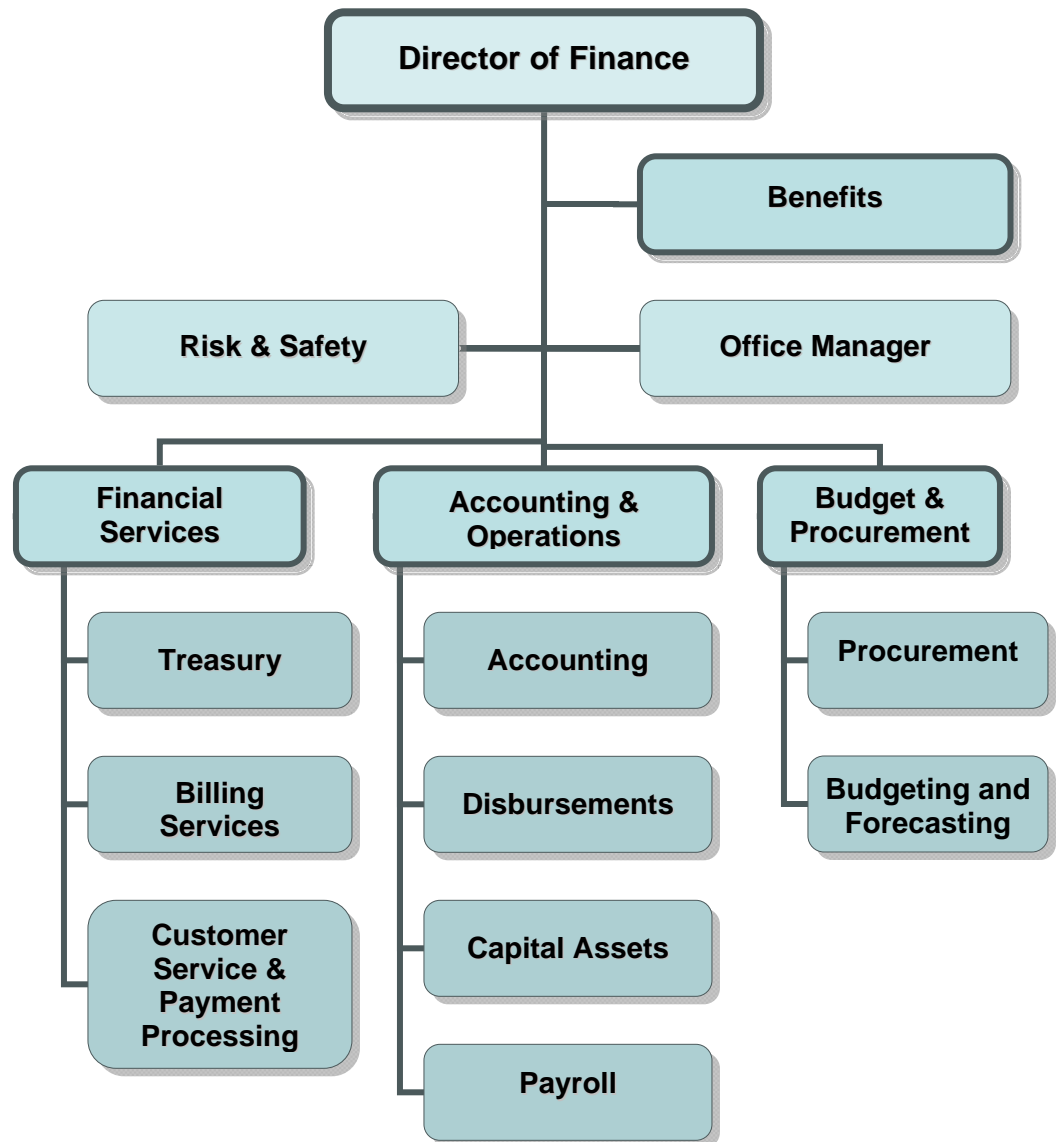 Director of Finance
Benefits
Risk & Safety
Office Manager
Financial
Services
Accounting &
Operations
Budget &
Procurement
Treasury
Accounting
Procurement
Billing
Services
Disbursements
Budgeting and
Forecasting
Customer
Service &
Payment
Processing
Capital Assets
Payroll